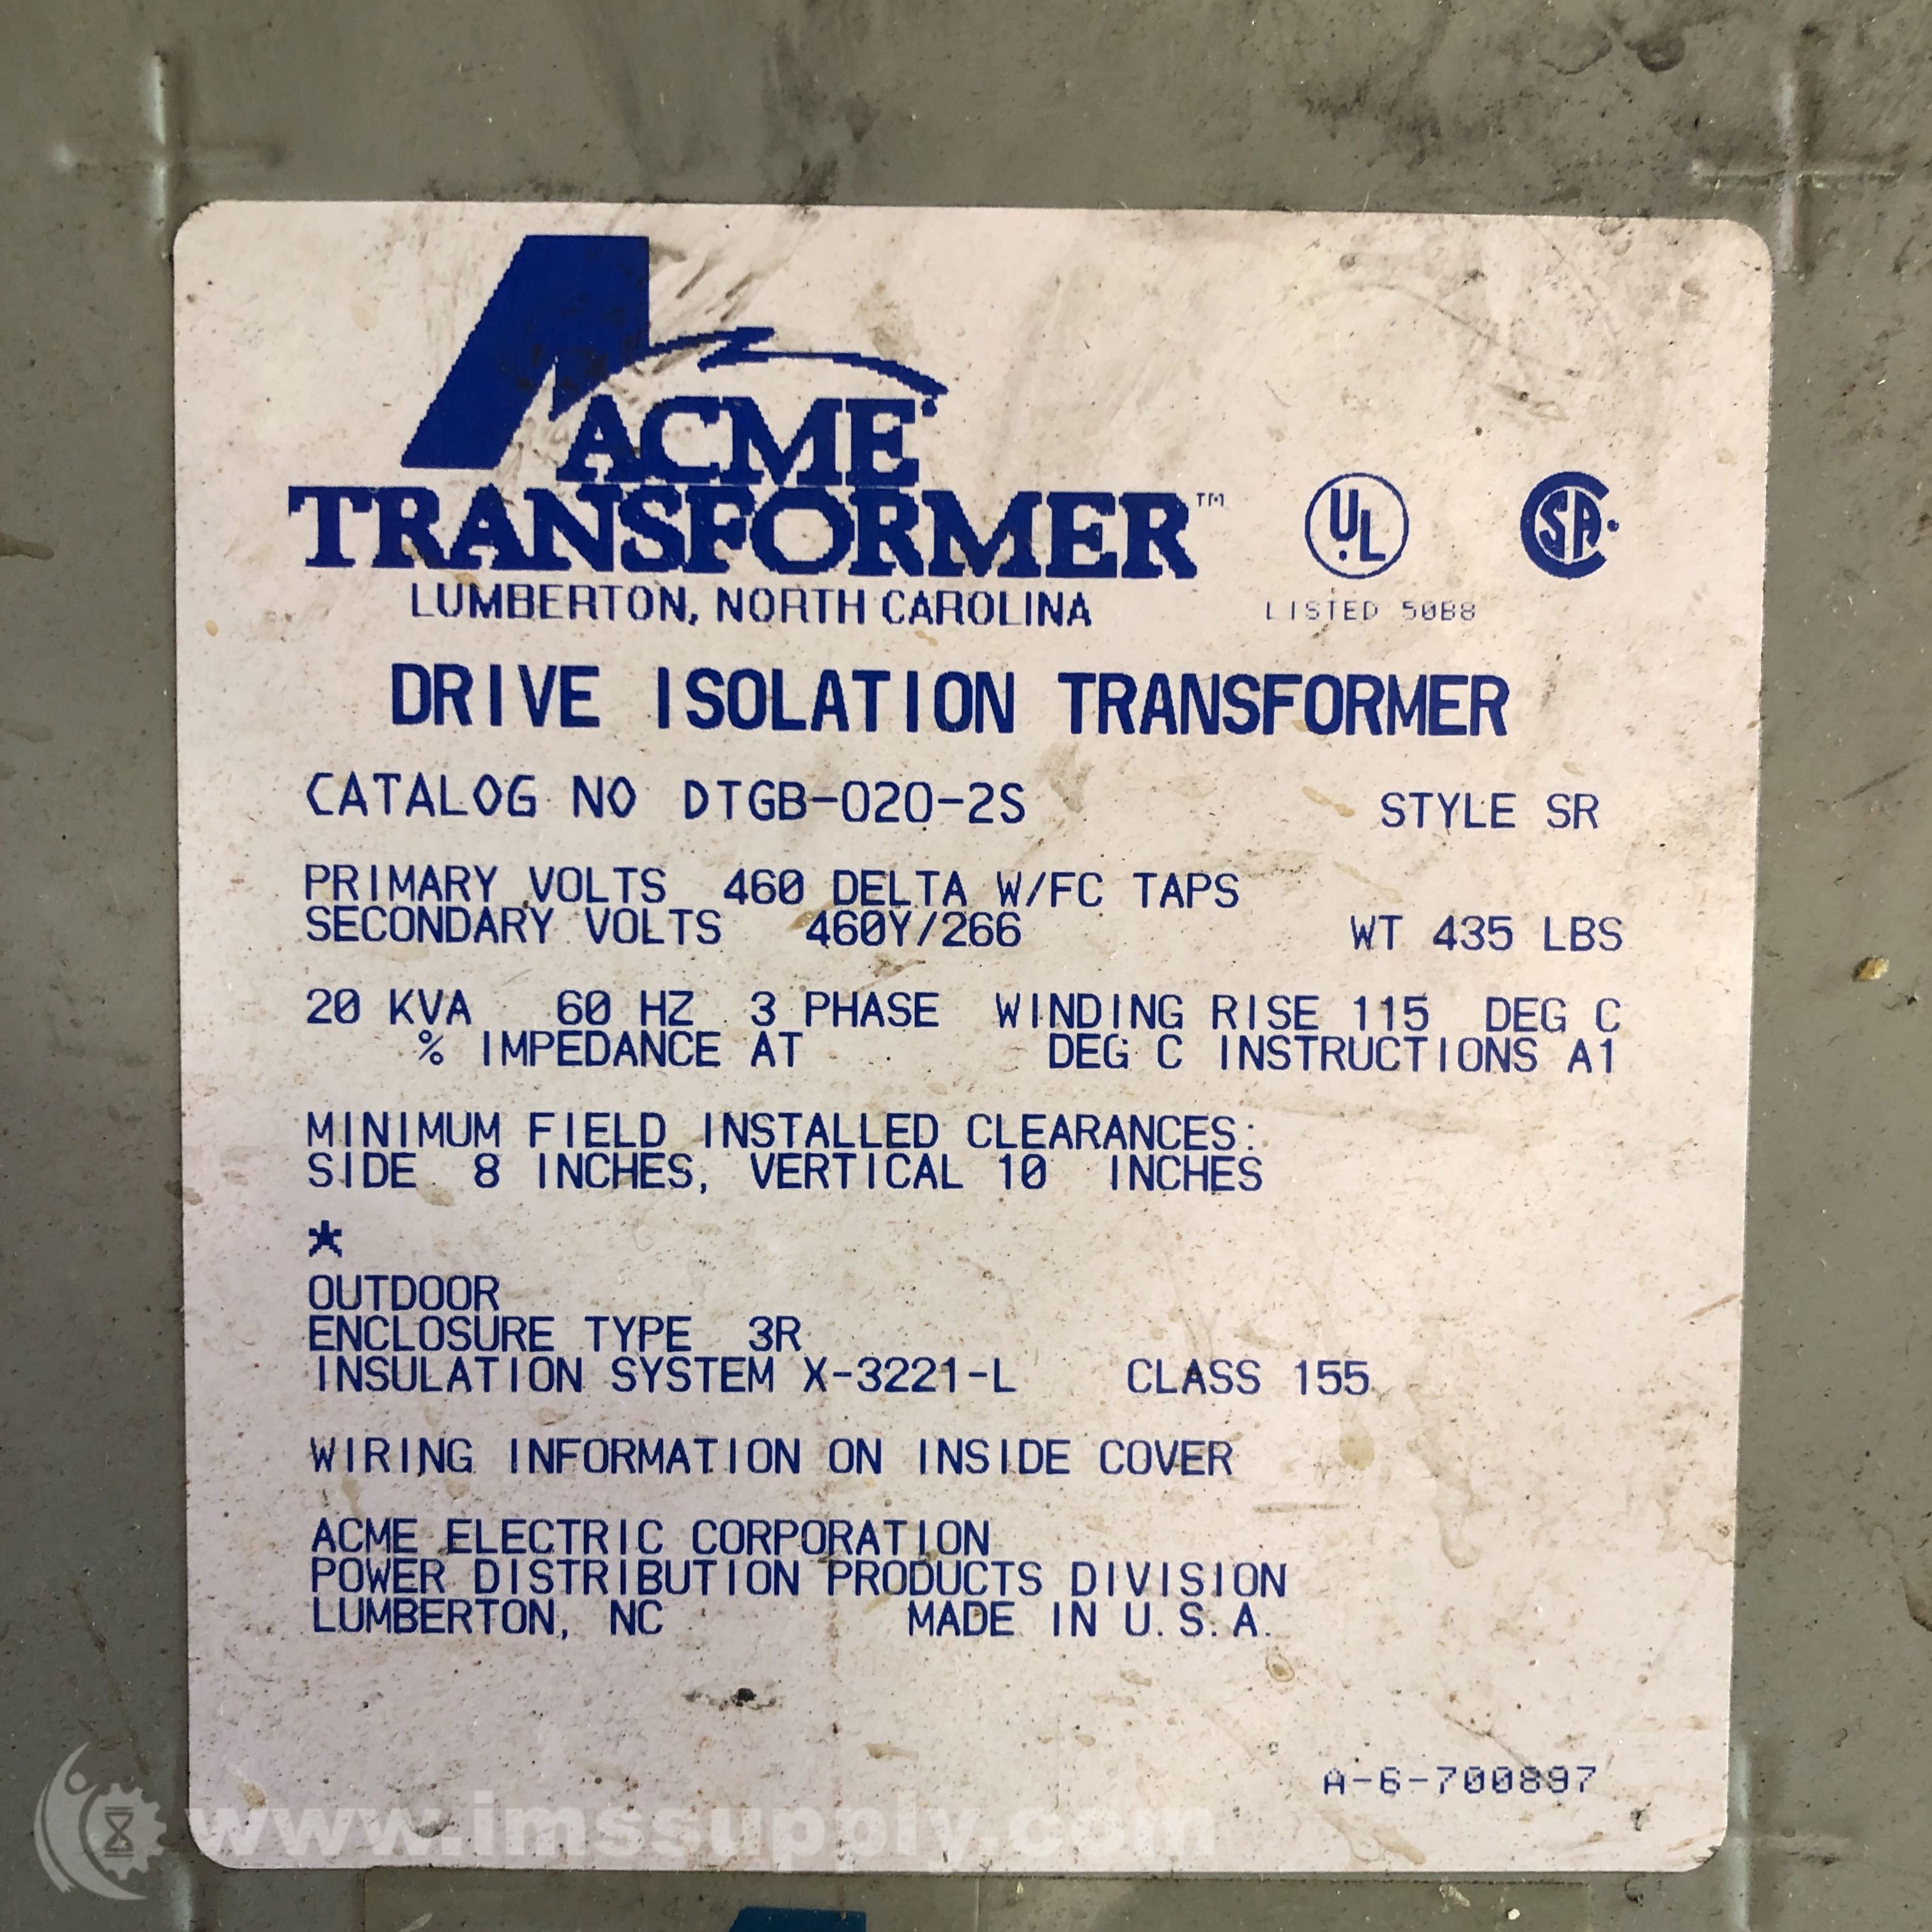 ACME
TRANSFORMER™
LUMBERTON, NORTH CAROLINA
UL
SA
LISTED 50B8
DRIVE ISOLATION TRANSFORMER
CATALOG NO DTGB-020-2S STYLE SR
PRIMARY VOLTS 460 DELTA W/FC TAPS
SECONDARY VOLTS 460Y/266 WT 435 LBS
20 KVA 60 HZ 3 PHASE WINDING RISE 115 DEG C
% IMPEDANCE AT DEG C INSTRUCTIONS A1
MINIMUM FIELD INSTALLED CLEARANCES:
SIDE 8 INCHES, VERTICAL 10 INCHES
*
OUTDOOR
ENCLOSURE TYPE 3R
INSULATION SYSTEM X-3221-L CLASS 155
WIRING INFORMATION ON INSIDE COVER
ACME ELECTRIC CORPORATION
POWER DISTRIBUTION PRODUCTS DIVISION
LUMBERTON, NC MADE IN U.S.A.
A-6-700897
www.imssupply.com